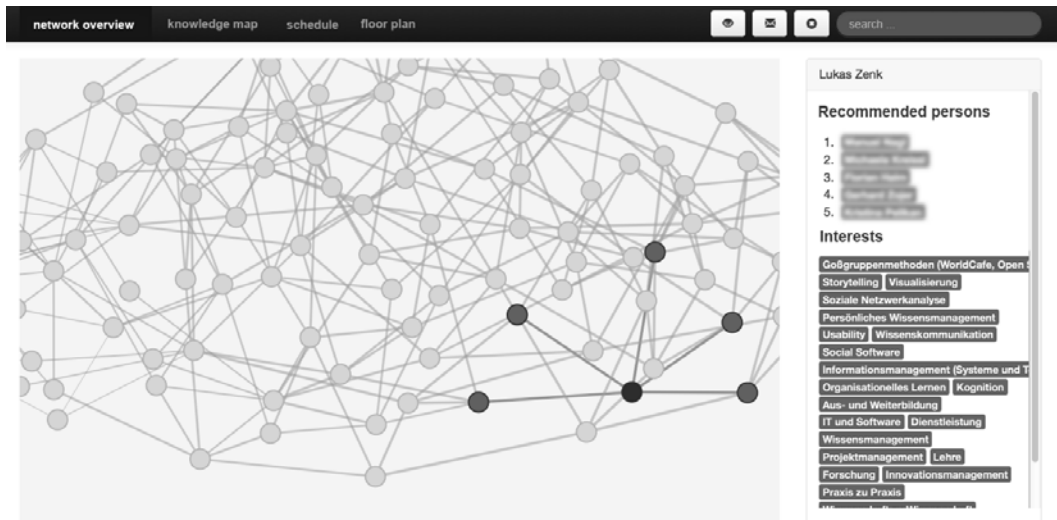 network overview knowledge map schedule floor plan search ...
Lukas Zenk
Recommended persons
1.
2.
3.
4.
5.
Interests
Goßgruppenmethoden (WorldCafe, Open
Storytelling Visualisierung
Soziale Netzwerkanalyse
Persönliches Wissensmanagement
Usability Wissenskommunikation
Social Software
Informationsmanagement (Systeme und
Organisationelles Lernen Kognition
Aus- und Weiterbildung
IT und Software Dienstleistung
Wissensmanagement
Projektmanagement Lehre
Forschung Innovationsmanagement
Praxis zu Praxis